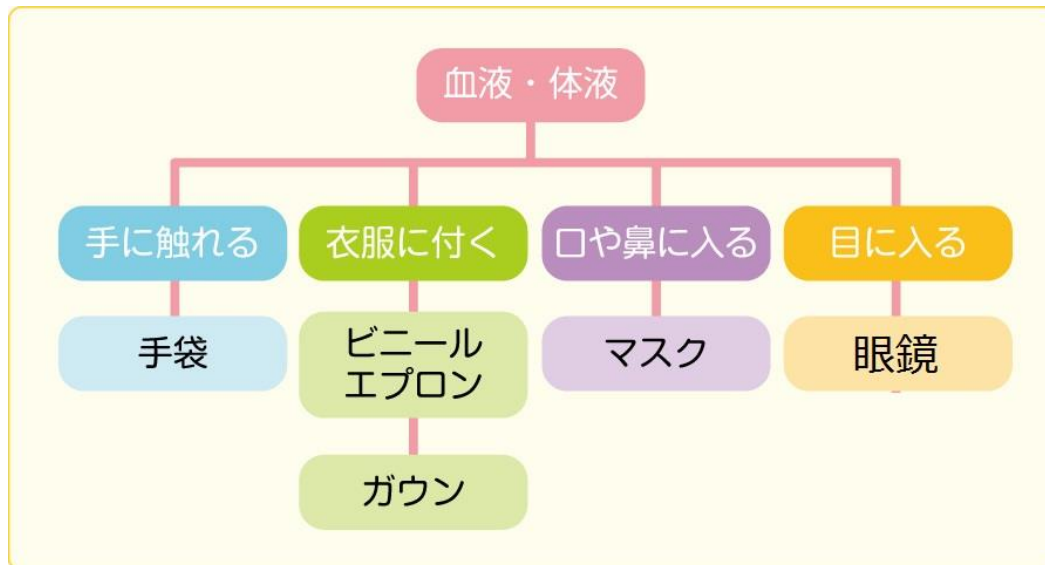 血液・体液
手に触れる
衣服に付く
口や鼻に入る
目に入る
手袋
ビニール
エプロン
マスク
眼鏡
ガウン